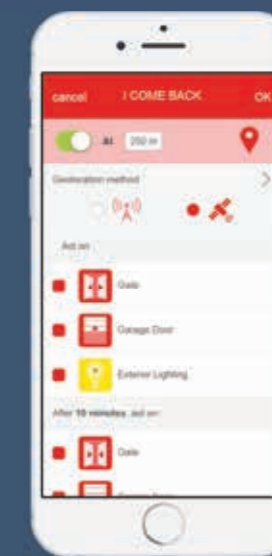 cancel I COME BACK OK
At 250 m
Geolocation method
Act on
Gate
Garage Door
Exterior Lighting
After 10 minutes, act on:
Gate